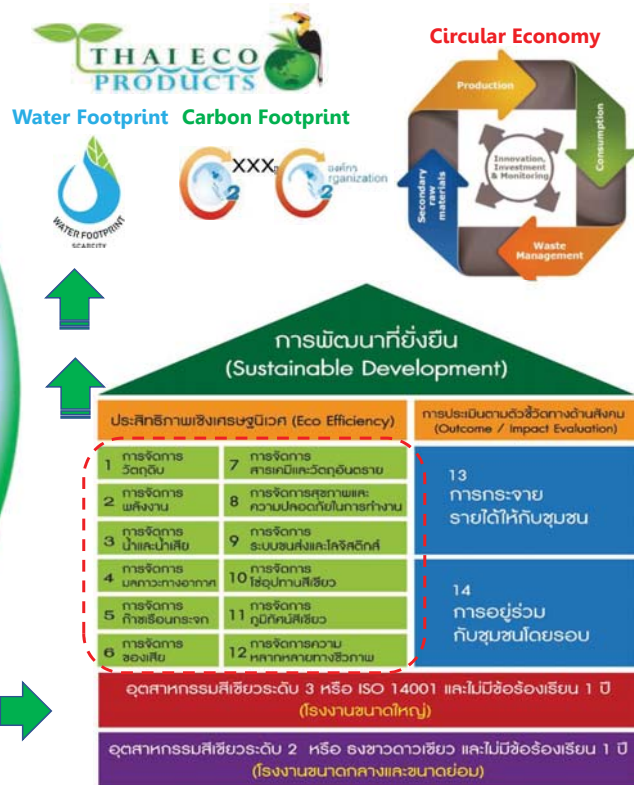 THAI ECO
PRODUCTS
Circular Economy
Water Footprint Carbon Footprint
Production
Consumption
Waste
Management
Secondary
raw
materials
Innovation,
Investment
& Monitoring
WATER FOOTPRINT
SCARCITY
2
XXX
2
องค์การ
rganization
การพัฒนาที่ยั่งยืน
(Sustainable Development)
ประสิทธิภาพเชิงเศรษฐนิเวศ (Eco Efficiency)
การประเมินตามตัวชี้วัดทางด้านสังคม
(Outcome / Impact Evaluation)
1 การจัดการ
วัตถุดิบ
2 การจัดการ
พลังงาน
3 การจัดการ
น้ำและน้ำเสีย
4 การจัดการ
มลภาวะทางอากาศ
5 การจัดการ
ก๊าซเรือนกระจก
6 การจัดการ
ของเสีย
7 การจัดการ
สารเคมีและวัตถุอันตราย
8 การจัดการสุขภาพและ
ความปลอดภัยในการทำงาน
9 การจัดการ
ระบบขนส่งและโลจิสติกส์
10 การจัดการ
โซ่อุปทานสีเขียว
11 การจัดการ
ภูมิทัศน์สีเขียว
12 การจัดการความ
หลากหลายทางชีวภาพ
13
การกระจาย
รายได้ให้กับชุมชน
14
การอยู่ร่วม
กับชุมชนโดยรอบ
อุตสาหกรรมสีเขียวระดับ 3 หรือ ISO 14001 และไม่มีข้อร้องเรียน 1 ปี
(โรงงานขนาดใหญ่)
อุตสาหกรรมสีเขียวระดับ 2 หรือ ธงขาวดาวเขียว และไม่มีข้อร้องเรียน 1 ปี
(โรงงานขนาดกลางและขนาดย่อม)